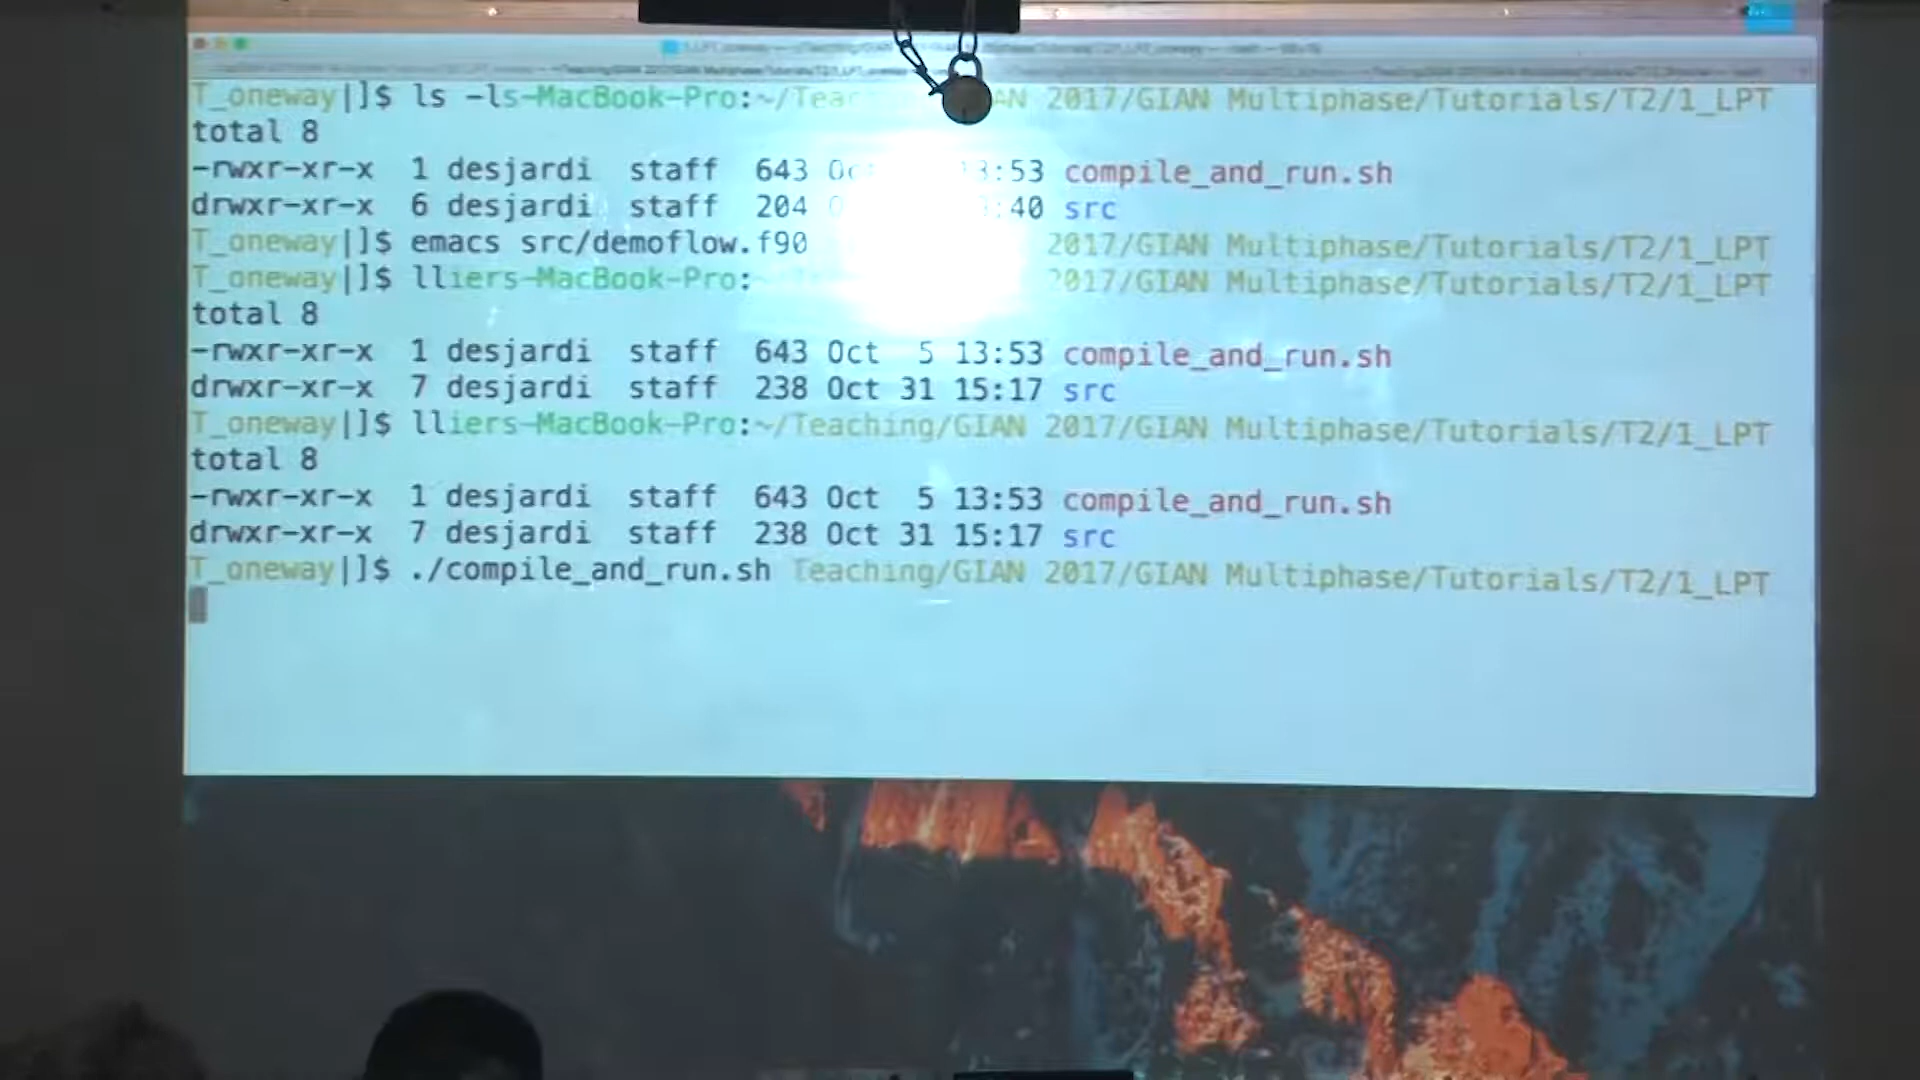 T_oneway|]$ ls -ls-MacBook-Pro:~/Tea AN 2017/GIAN Multiphase/Tutorials/T2/1_LPT
total 8
-rwxr-xr-x 1 desjardi staff 643 Oct 13:53 compile_and_run.sh
drwxr-xr-x 6 desjardi staff 204 :40 src
T_oneway|]$ emacs src/demoflow.f90 2017/GIAN Multiphase/Tutorials/T2/1_LPT
T_oneway|]$ lliers-MacBook-Pro: 2017/GIAN Multiphase/Tutorials/T2/1_LPT
total 8
-rwxr-xr-x 1 desjardi staff 643 Oct 5 13:53 compile_and_run.sh
drwxr-xr-x 7 desjardi staff 238 Oct 31 15:17 src
T_oneway|]$ lliers-MacBook-Pro:~/Teaching/GIAN 2017/GIAN Multiphase/Tutorials/T2/1_LPT
total 8
-rwxr-xr-x 1 desjardi staff 643 Oct 5 13:53 compile_and_run.sh
drwxr-xr-x 7 desjardi staff 238 Oct 31 15:17 src
T_oneway|]$ ./compile_and_run.sh Teaching/GIAN 2017/GIAN Multiphase/Tutorials/T2/1_LPT